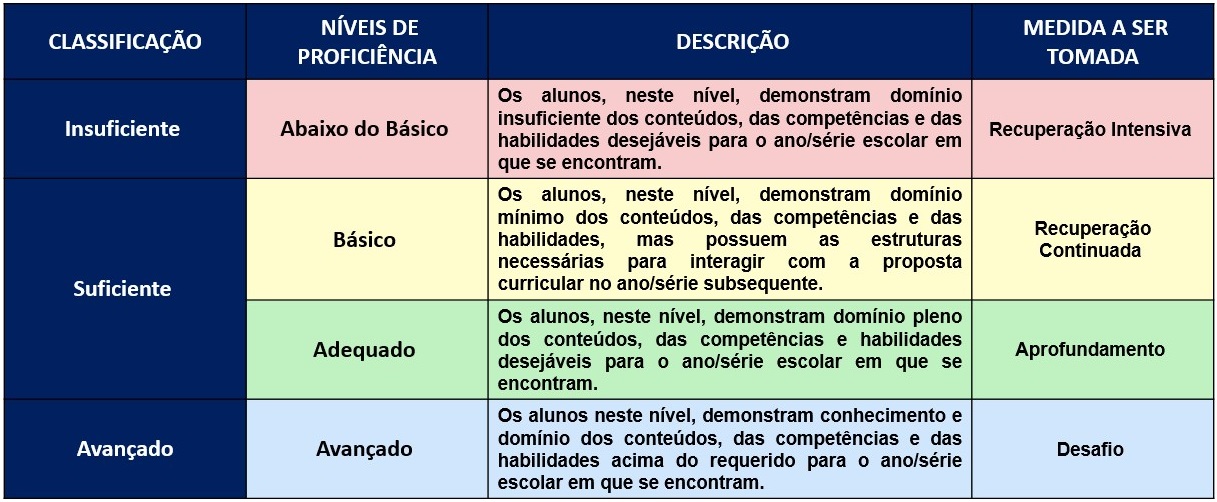 CLASSIFICAÇÃO
NÍVEIS DE
PROFICIÊNCIA
DESCRIÇÃO
MEDIDA A SER
TOMADA
Insuficiente
Abaixo do Básico
Os alunos, neste nível, demonstram domínio
insuficiente dos conteúdos, das competências e das
habilidades desejáveis para o ano/série escolar em
que se encontram.
Recuperação Intensiva
Suficiente
Básico
Os alunos, neste nível, demonstram domínio
mínimo dos conteúdos, das competências e das
habilidades, mas possuem as estruturas
necessárias para interagir com a proposta
curricular no ano/série subsequente.
Recuperação
Continuada
Adequado
Os alunos, neste nível, demonstram domínio pleno
dos conteúdos, das competências e habilidades
desejáveis para o ano/série escolar em que se
encontram.
Aprofundamento
Avançado
Avançado
Os alunos neste nível, demonstram conhecimento e
domínio dos conteúdos, das competências e das
habilidades acima do requerido para o ano/série
escolar em que se encontram.
Desafio